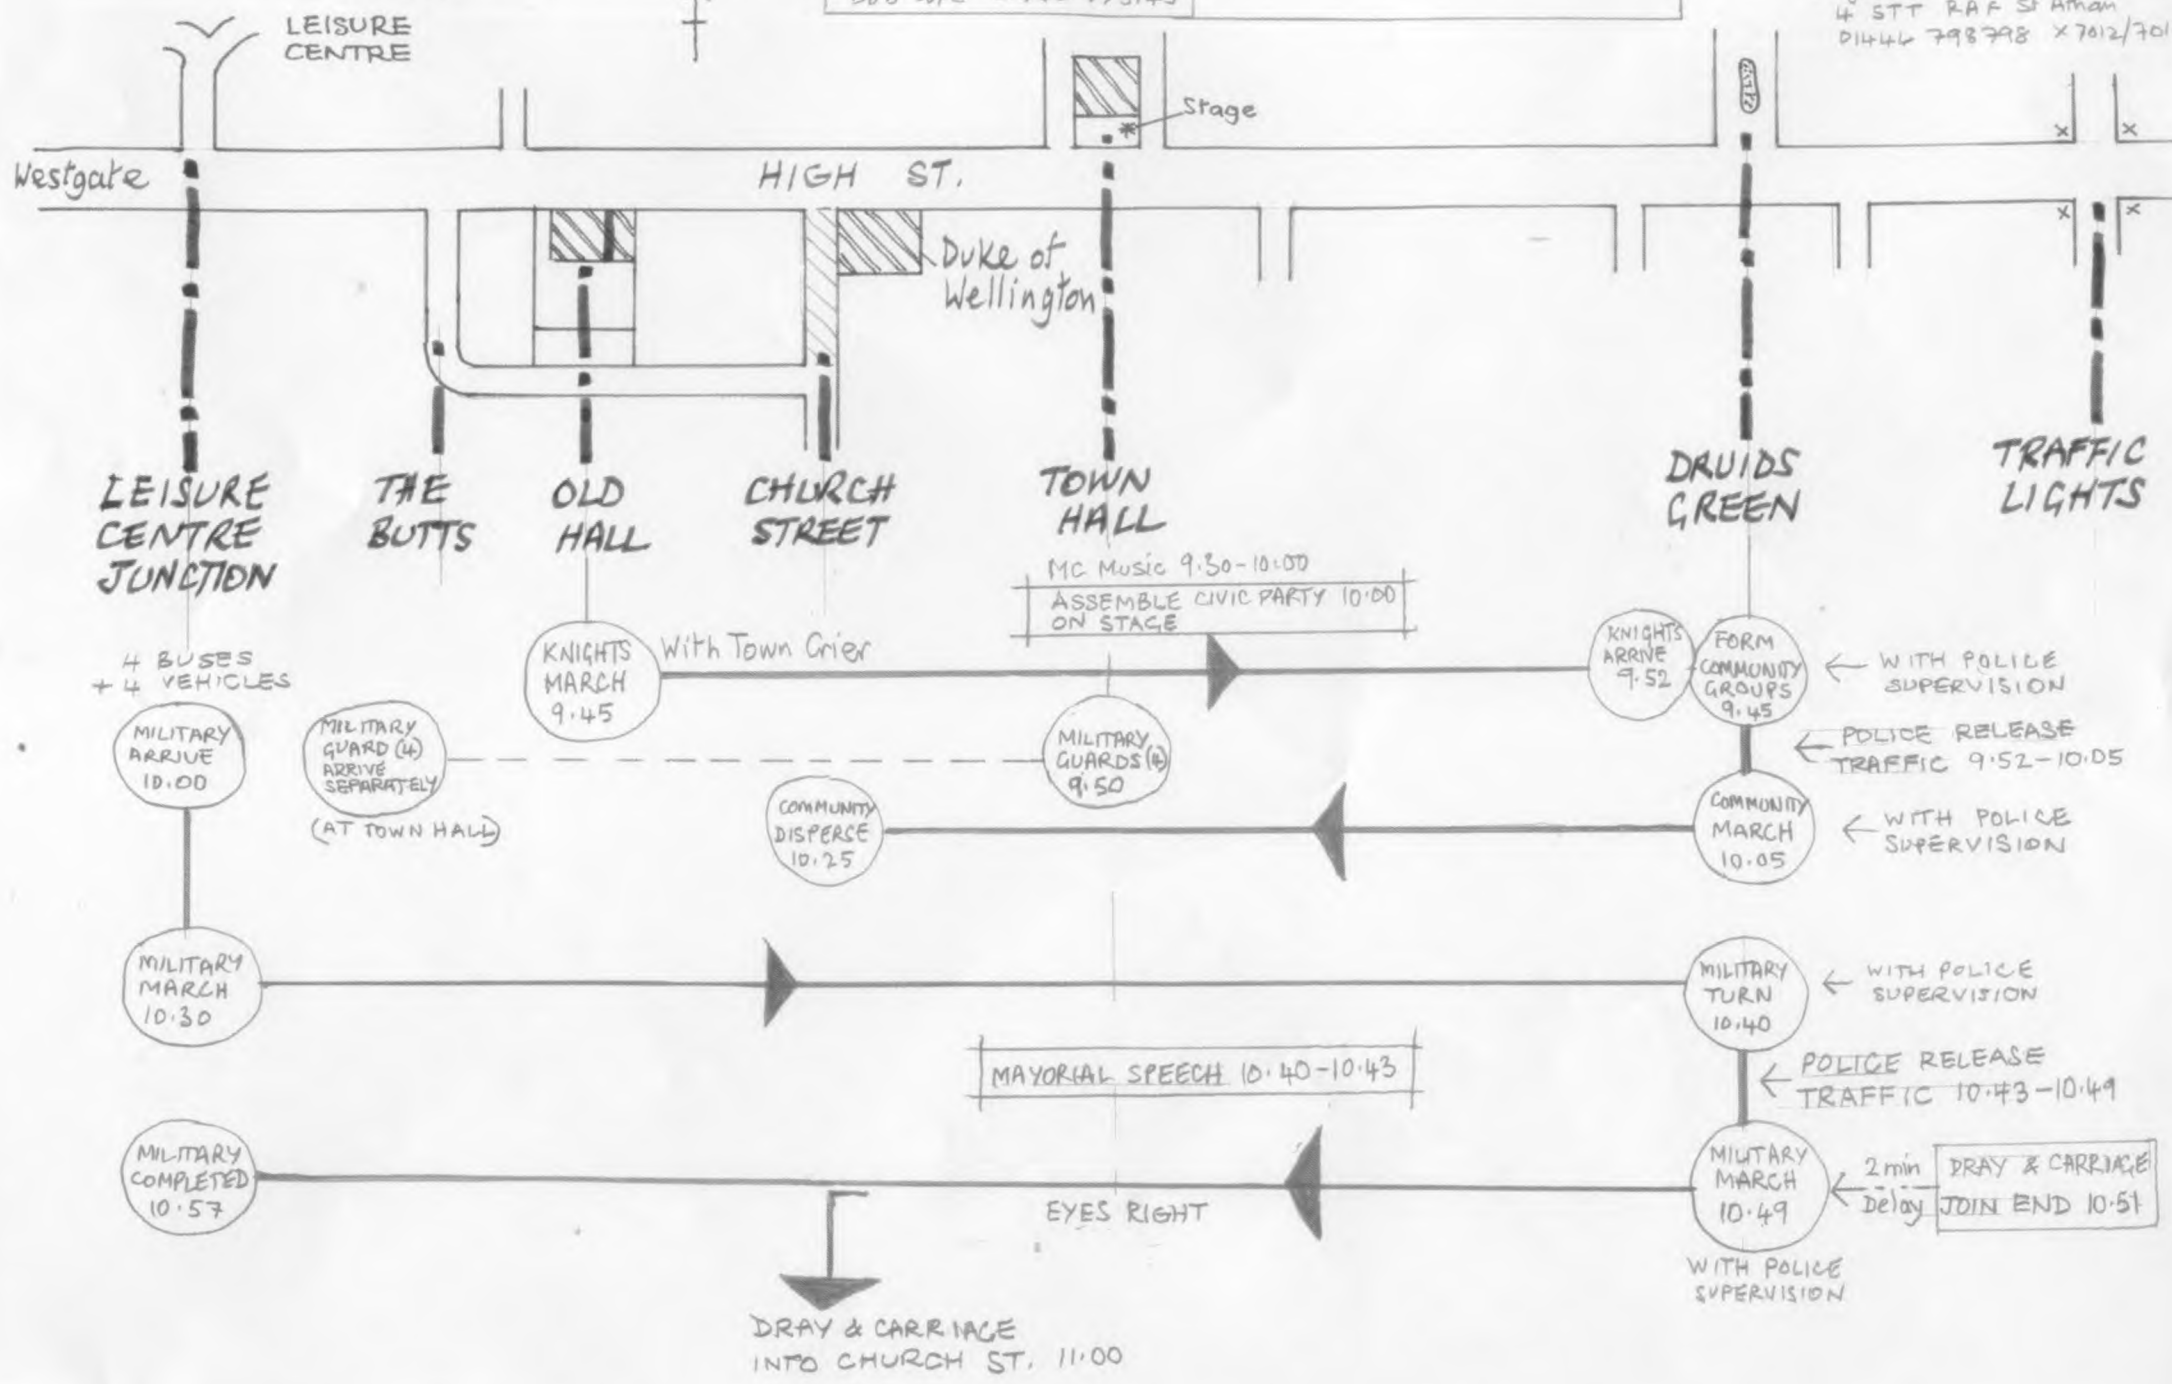 LEISURE
CENTRE
4 STT RAF St Athan
01446 798798 x 7012/701
Stage
Westgate
HIGH ST.
Duke of
Wellington
LEISURE
CENTRE
JUNCTION
THE
BUTTS
OLD
HALL
CHURCH
STREET
TOWN
HALL
DRUIDS
GREEN
TRAFFIC
LIGHTS
MC Music 9.30-10.00
ASSEMBLE CIVIC PARTY 10.00
ON STAGE
4 BUSES
+ 4 VEHICLES
KNIGHTS
MARCH
9.45
With Town Crier
KNIGHTS
ARRIVE
9.52
FORM
COMMUNITY
GROUPS
9.45
← WITH POLICE
SUPERVISION
MILITARY
ARRIVE
10.00
MILITARY
GUARD (4)
ARRIVE
SEPARATELY
(AT TOWN HALL)
MILITARY
GUARDS (4)
9.50
← POLICE RELEASE
TRAFFIC 9.52-10.05
COMMUNITY
DISPERSE
10.25
COMMUNITY
MARCH
10.05
← WITH POLICE
SUPERVISION
MILITARY
MARCH
10.30
MILITARY
TURN
10.40
← WITH POLICE
SUPERVISION
MAYORIAL SPEECH 10.40-10.43
← POLICE RELEASE
TRAFFIC 10.43-10.49
MILITARY
COMPLETED
10.57
EYES RIGHT
MILITARY
MARCH
10.49
2 min
Delay
DRAY & CARRIAGE
JOIN END 10.51
WITH POLICE
SUPERVISION
DRAY & CARRIAGE
INTO CHURCH ST. 11.00